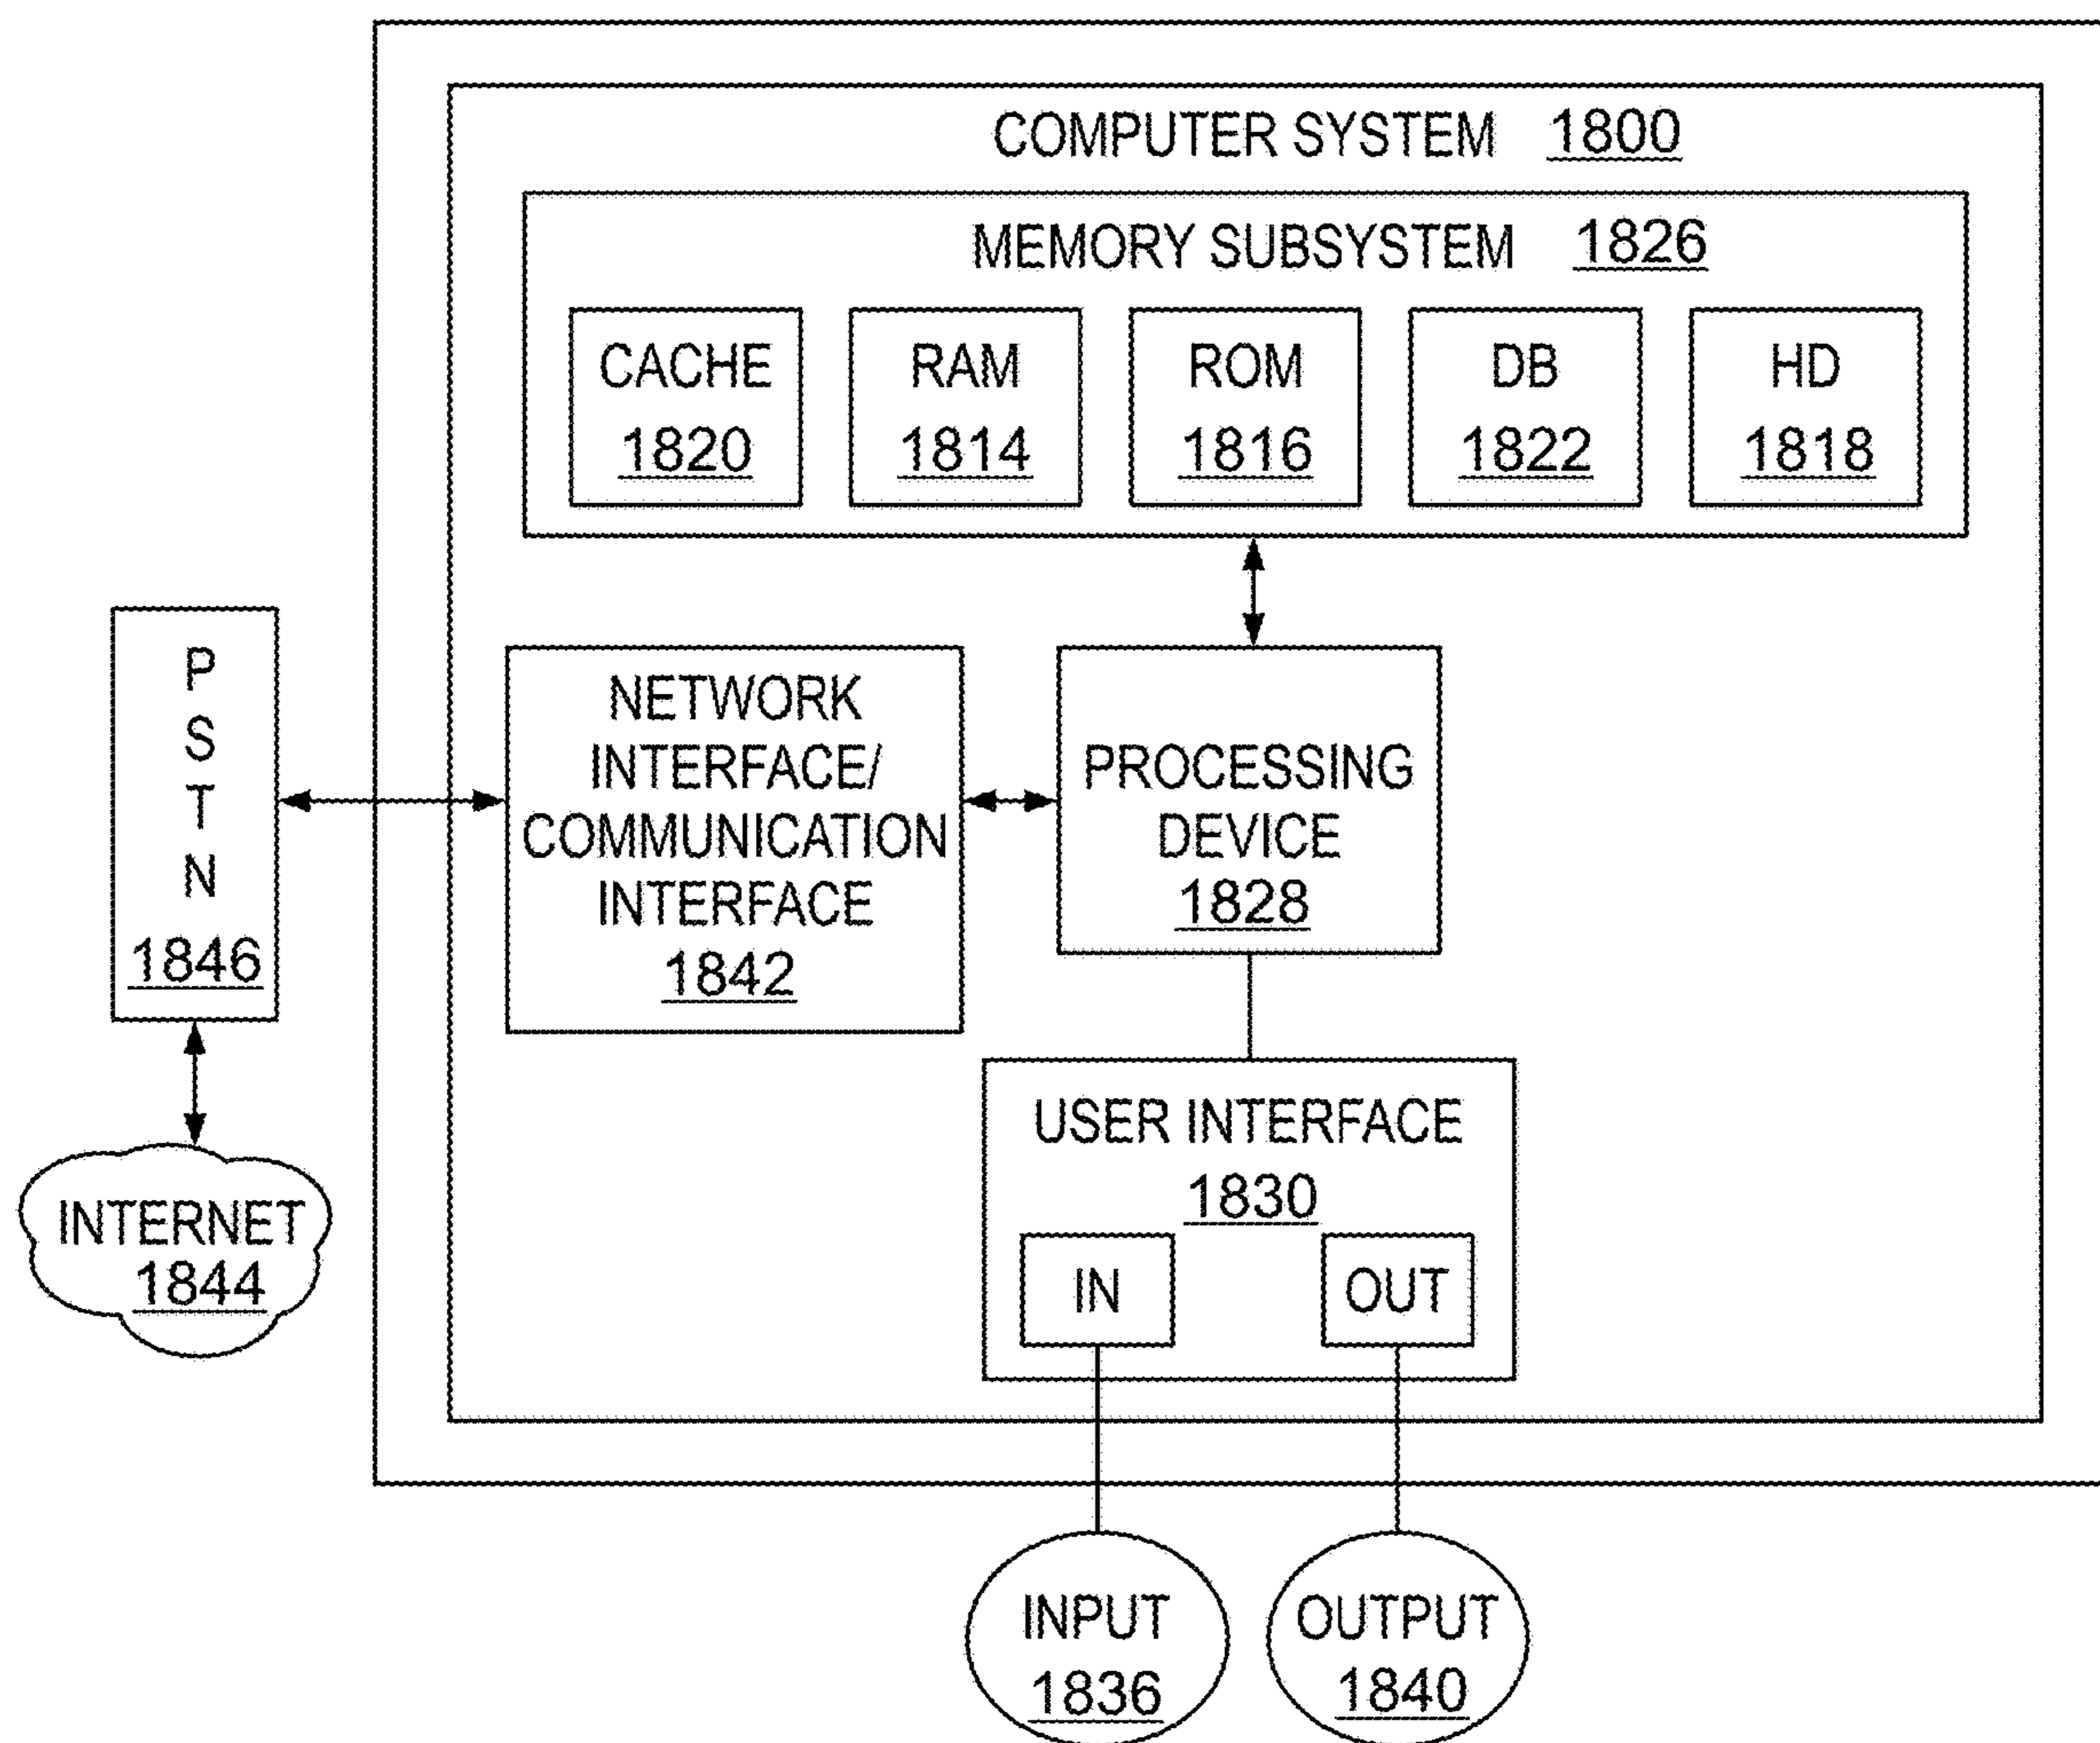 COMPUTER SYSTEM 1800
MEMORY SUBSYSTEM 1826
CACHE
1820
RAM
1814
ROM
1816
DB
1822
HD
1818
P
S
T
N
1846
NETWORK
INTERFACE/
COMMUNICATION
INTERFACE
1842
PROCESSING
DEVICE
1828
INTERNET
1844
USER INTERFACE
1830
IN
OUT
INPUT
1836
OUTPUT
1840